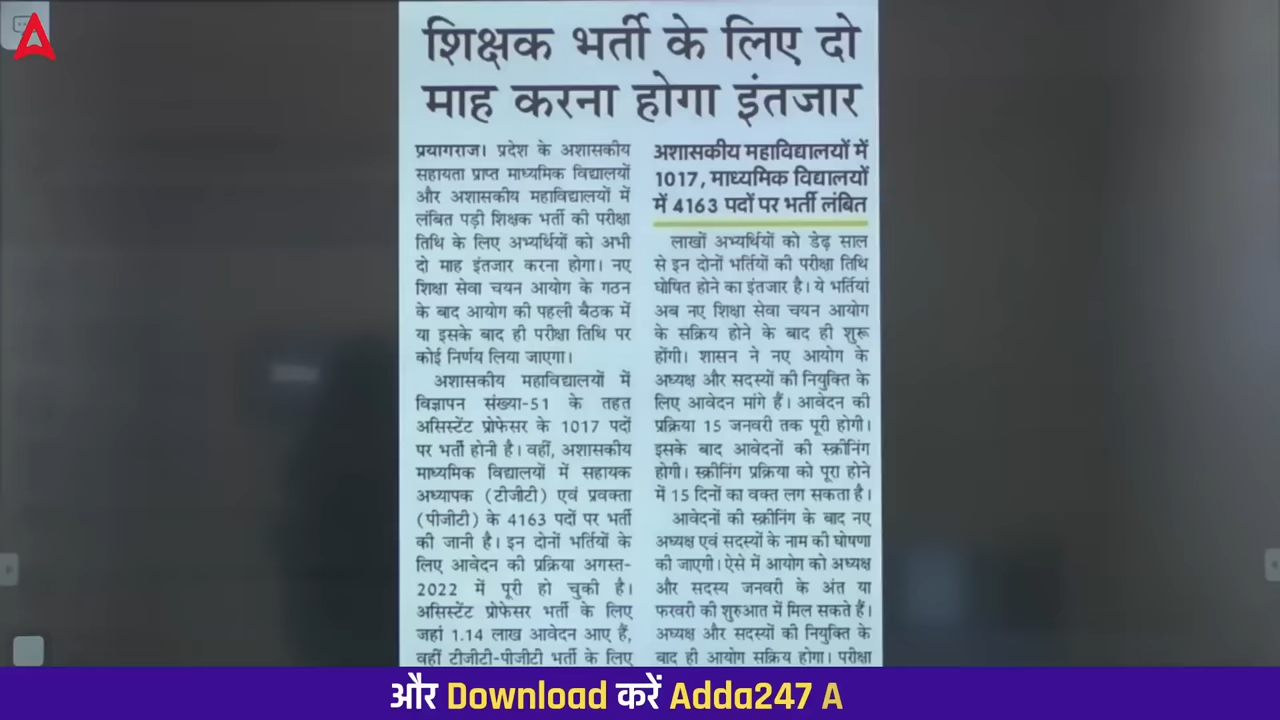 शिक्षक भर्ती के लिए दो
माह करना होगा इंतजार
प्रयागराज। प्रदेश के अशासकीय
सहायता प्राप्त माध्यमिक विद्यालयों
और अशासकीय महाविद्यालयों में
लंबित पड़ी शिक्षक भर्ती की परीक्षा
तिथि के लिए अभ्यर्थियों को अभी
दो माह इंतजार करना होगा। नए
शिक्षा सेवा चयन आयोग के गठन
के बाद आयोग की पहली बैठक में
या इसके बाद ही परीक्षा तिथि पर
कोई निर्णय लिया जाएगा।
अशासकीय महाविद्यालयों में
विज्ञापन संख्या-51 के तहत
असिस्टेंट प्रोफेसर के 1017 पदों
पर भर्ती होनी है। वहीं, अशासकीय
माध्यमिक विद्यालयों में सहायक
अध्यापक (टीजीटी) एवं प्रवक्ता
(पीजीटी) के 4163 पदों पर भर्ती
की जानी है। इन दोनों भर्तियों के
लिए आवेदन की प्रक्रिया अगस्त-
2022 में पूरी हो चुकी है।
असिस्टेंट प्रोफेसर भर्ती के लिए
जहां 1.14 लाख आवेदन आए हैं,
वहीं टीजीटी-पीजीटी भर्ती के लिए
अशासकीय महाविद्यालयों में
1017, माध्यमिक विद्यालयों
में 4163 पदों पर भर्ती लंबित
लाखों अभ्यर्थियों को डेढ़ साल
से इन दोनों भर्तियों की परीक्षा तिथि
घोषित होने का इंतजार है। ये भर्तियां
अब नए शिक्षा सेवा चयन आयोग
के सक्रिय होने के बाद ही शुरू
होंगी। शासन ने नए आयोग के
अध्यक्ष और सदस्यों की नियुक्ति के
लिए आवेदन मांगे हैं। आवेदन की
प्रक्रिया 15 जनवरी तक पूरी होगी।
इसके बाद आवेदनों की स्क्रीनिंग
होगी। स्क्रीनिंग प्रक्रिया को पूरा होने
में 15 दिनों का वक्त लग सकता है।
आवेदनों की स्क्रीनिंग के बाद नए
अध्यक्ष एवं सदस्यों के नाम की घोषणा
की जाएगी। ऐसे में आयोग को अध्यक्ष
और सदस्य जनवरी के अंत या
फरवरी की शुरुआत में मिल सकते हैं।
अध्यक्ष और सदस्यों की नियुक्ति के
बाद ही आयोग सक्रिय होगा। परीक्षा
और Download करें Adda247 A